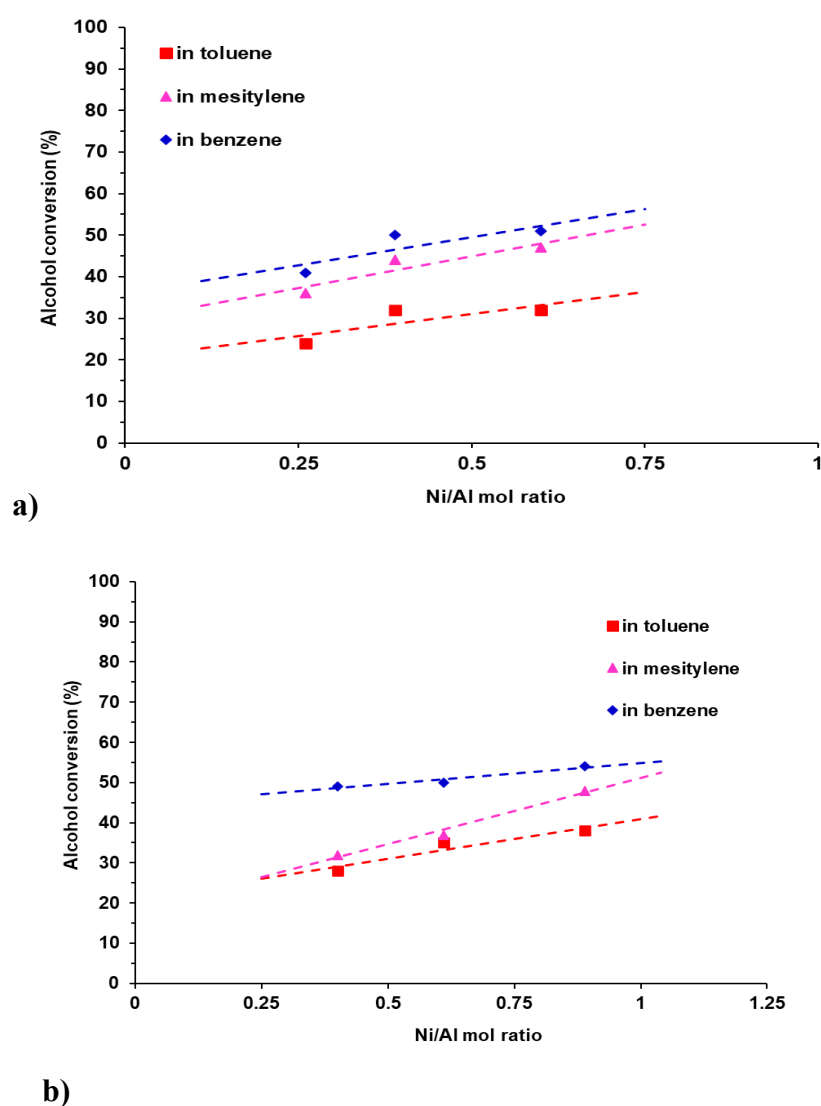 100
90
80
70
60
50
40
30
20
10
0
Alcohol conversion (%)
in toluene
in mesitylene
in benzene
0 0.25 0.5 0.75 1
Ni/Al mol ratio
a)
100
90
80
70
60
50
40
30
20
10
0
Alcohol conversion (%)
in toluene
in mesitylene
in benzene
0 0.25 0.5 0.75 1 1.25
Ni/Al mol ratio
b)